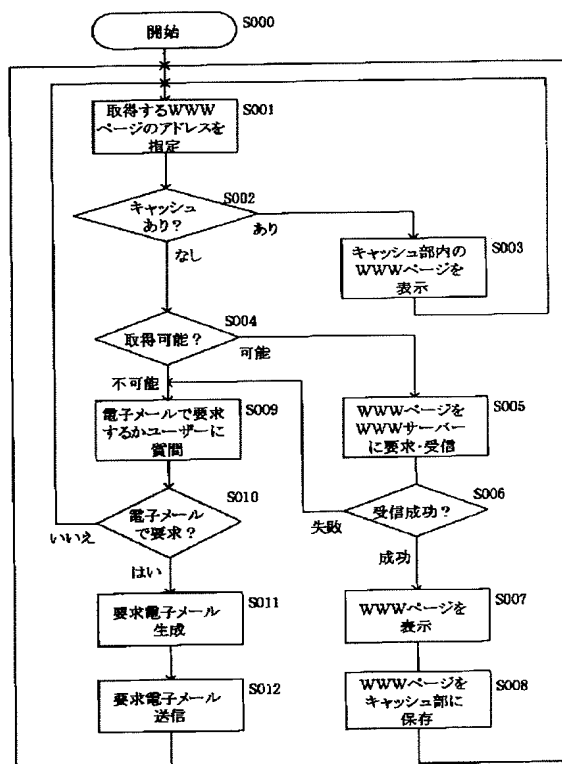 開始
S000
取得するWWW
ページのアドレスを
指定
S001
キャッシュ
あり?
S002
あり
なし
キャッシュ部内の
WWWページを
表示
S003
取得可能?
S004
可能
不可能
電子メールで要求
するかユーザーに
質問
S009
WWWページを
WWWサーバー
に要求・受信
S005
電子メール
で要求?
S010
いいえ
はい
受信成功?
S006
失敗
成功
要求電子メール
生成
S011
WWWページを
表示
S007
要求電子メール
送信
S012
WWWページを
キャッシュ部に
保存
S008